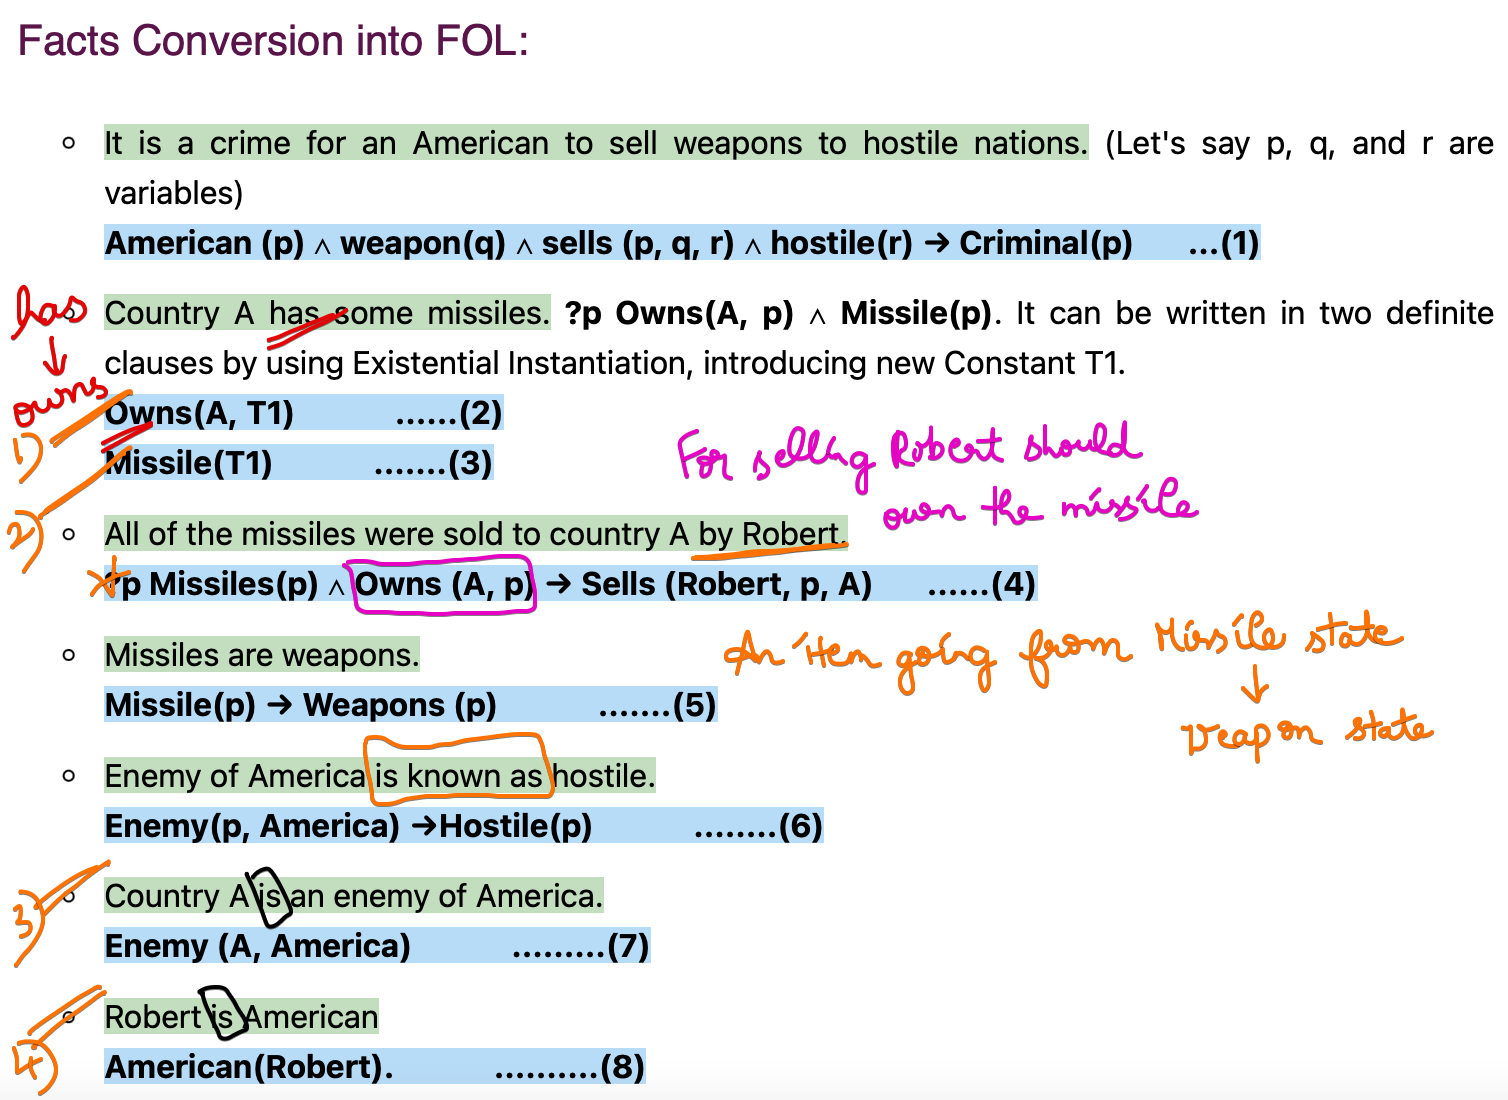 Facts Conversion into FOL:
It is a crime for an American to sell weapons to hostile nations. (Let's say p, q, and r are
variables)
American (p) ∧ weapon(q) ∧ sells (p, q, r) ∧ hostile(r) → Criminal(p) ...(1)
has
↓
owns
Country A has some missiles. ?p Owns(A, p) ∧ Missile(p). It can be written in two definite
clauses by using Existential Instantiation, introducing new Constant T1.
1)
Owns(A, T1) ......(2)
2)
Missile(T1) .......(3)
For selling Robert should
own the missile
All of the missiles were sold to country A by Robert.
?p Missiles(p) ∧ Owns (A, p) → Sells (Robert, p, A) ......(4)
Missiles are weapons.
Missile(p) → Weapons (p) .......(5)
An item going from Missile state
↓
Weapon state
Enemy of America is known as hostile.
Enemy(p, America) →Hostile(p) ........(6)
3)
Country A is an enemy of America.
Enemy (A, America) .........(7)
4)
Robert is American
American(Robert). ..........(8)